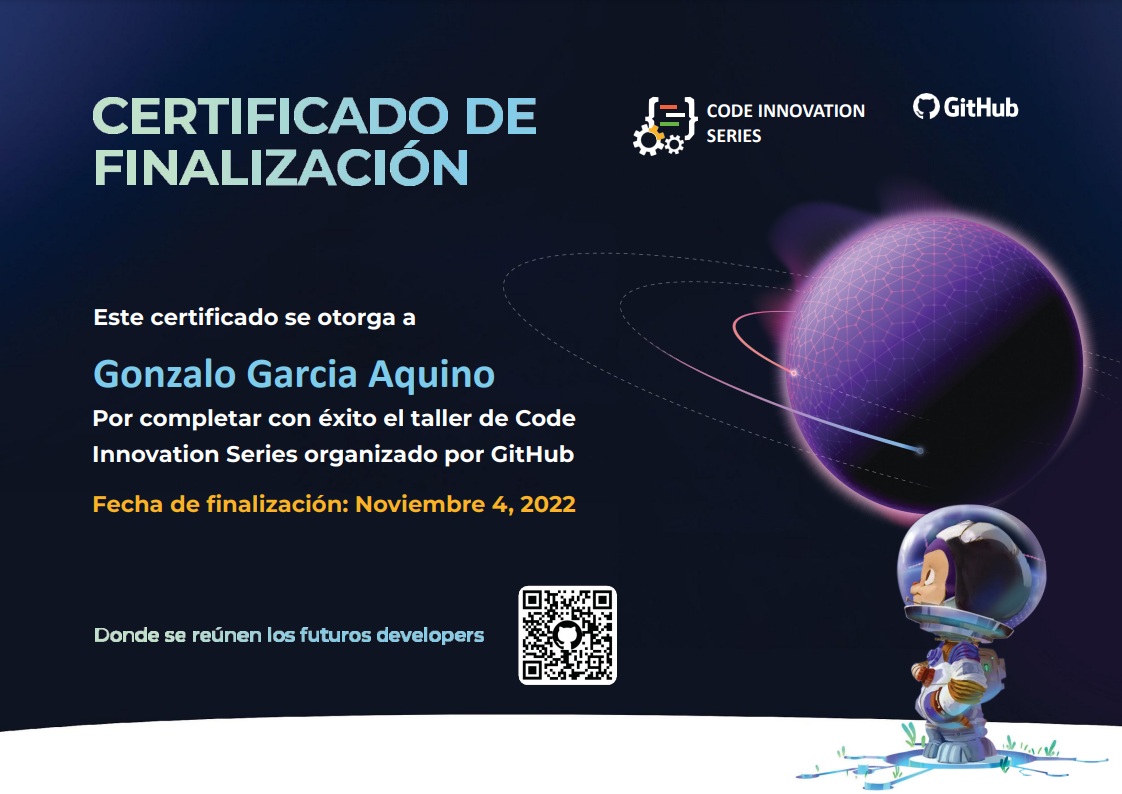 CERTIFICADO DE
FINALIZACIÓN
CODE INNOVATION
SERIES
GitHub
Este certificado se otorga a
Gonzalo Garcia Aquino
Por completar con éxito el taller de Code
Innovation Series organizado por GitHub
Fecha de finalización: Noviembre 4, 2022
Donde se reúnen los futuros developers